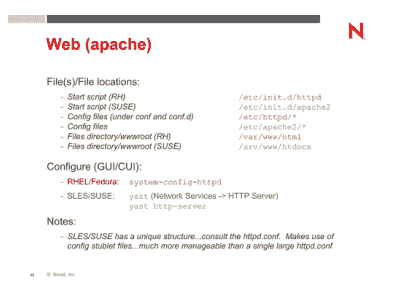 N
Web (apache)
File(s)/File locations:
– Start script (RH) /etc/init.d/httpd
– Start script (SUSE) /etc/init.d/apache2
– Config files (under conf and conf.d) /etc/httpd/*
– Config files /etc/apache2/*
– Files directory/wwwroot (RH) /var/www/html
– Files directory/wwwroot (SUSE) /srv/www/htdocs
Configure (GUI/CUI):
– RHEL/Fedora: system-config-httpd
– SLES/SUSE: yast (Network Services -> HTTP Server)
yast http-server
Notes:
– SLES/SUSE has a unique structure...consult the httpd.conf. Makes use of
config stublet files...much more manageable than a single large httpd.conf
© Novell, Inc